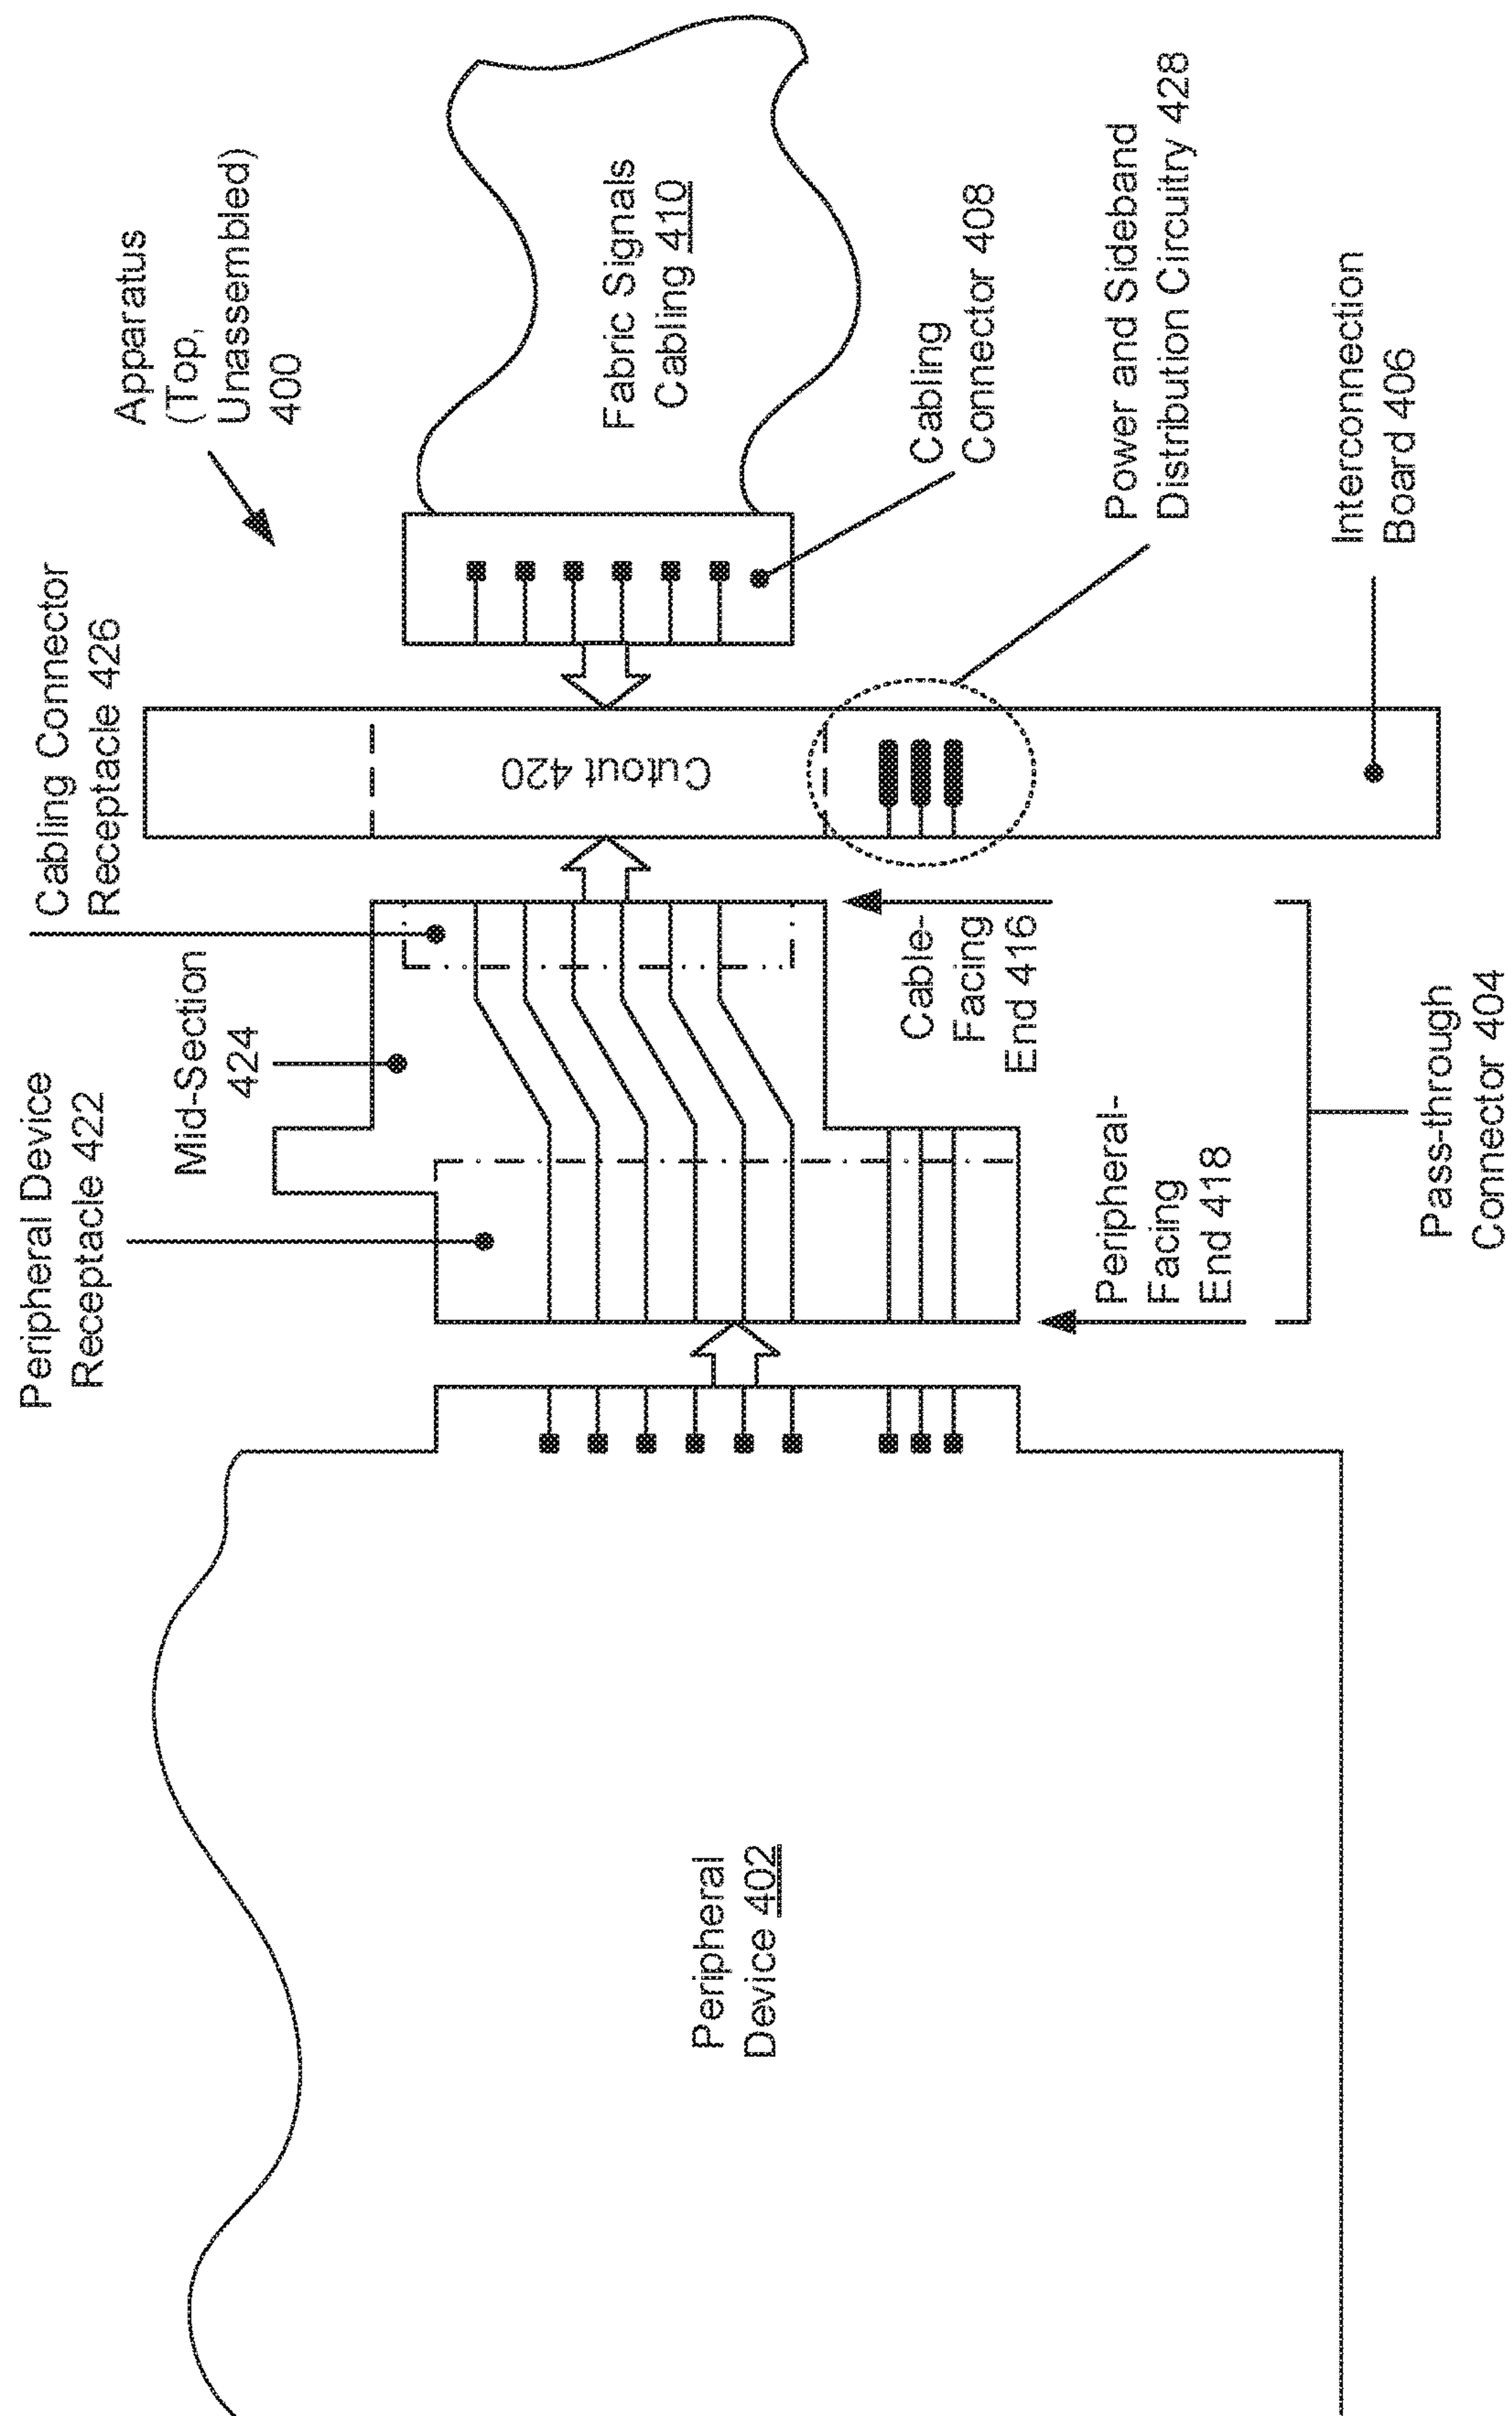 Apparatus
(Top,
Unassembled)
400
Fabric Signals
Cabling 410
Cabling
Connector 408
Power and Sideband
Distribution Circuitry 428
Interconnection
Board 406
Cabling Connector
Receptacle 426
Cutout 420
Mid-Section
424
Cable-
Facing
End 416
Peripheral Device
Receptacle 422
Peripheral-
Facing
End 418
Pass-through
Connector 404
Peripheral
Device 402